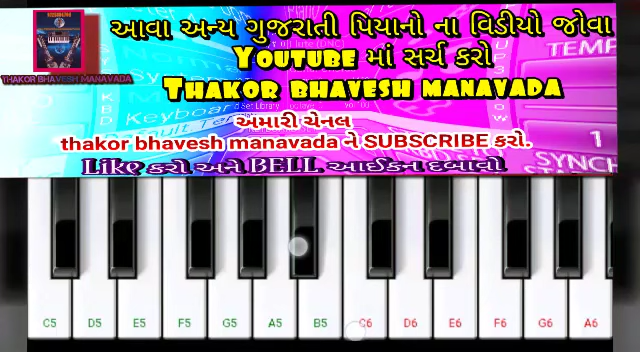 આવા અન્ય ગુજરાતી પિયાનો ના વિડીયો જોવા
YOUTUBE માં સર્ચ કરો
THAKOR BHAVESH MANAVADA
THAKOR BHAVESH MANAVADA
અમારી ચેનલ
thakor bhavesh manavada ને SUBSCRIBE કરો.
Like કરો અને BELL આઈકન દબાવો
TEMP
1
SYNCH
C5 D5 E5 F5 G5 A5 B5 C6 D6 E6 F6 G6 A6